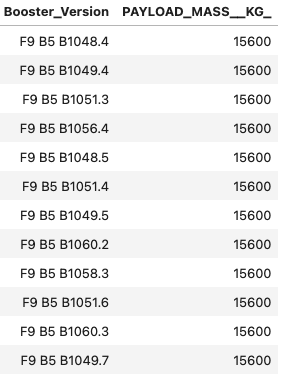 Booster_Version PAYLOAD_MASS__KG_
F9 B5 B1048.4 15600
F9 B5 B1049.4 15600
F9 B5 B1051.3 15600
F9 B5 B1056.4 15600
F9 B5 B1048.5 15600
F9 B5 B1051.4 15600
F9 B5 B1049.5 15600
F9 B5 B1060.2 15600
F9 B5 B1058.3 15600
F9 B5 B1051.6 15600
F9 B5 B1060.3 15600
F9 B5 B1049.7 15600